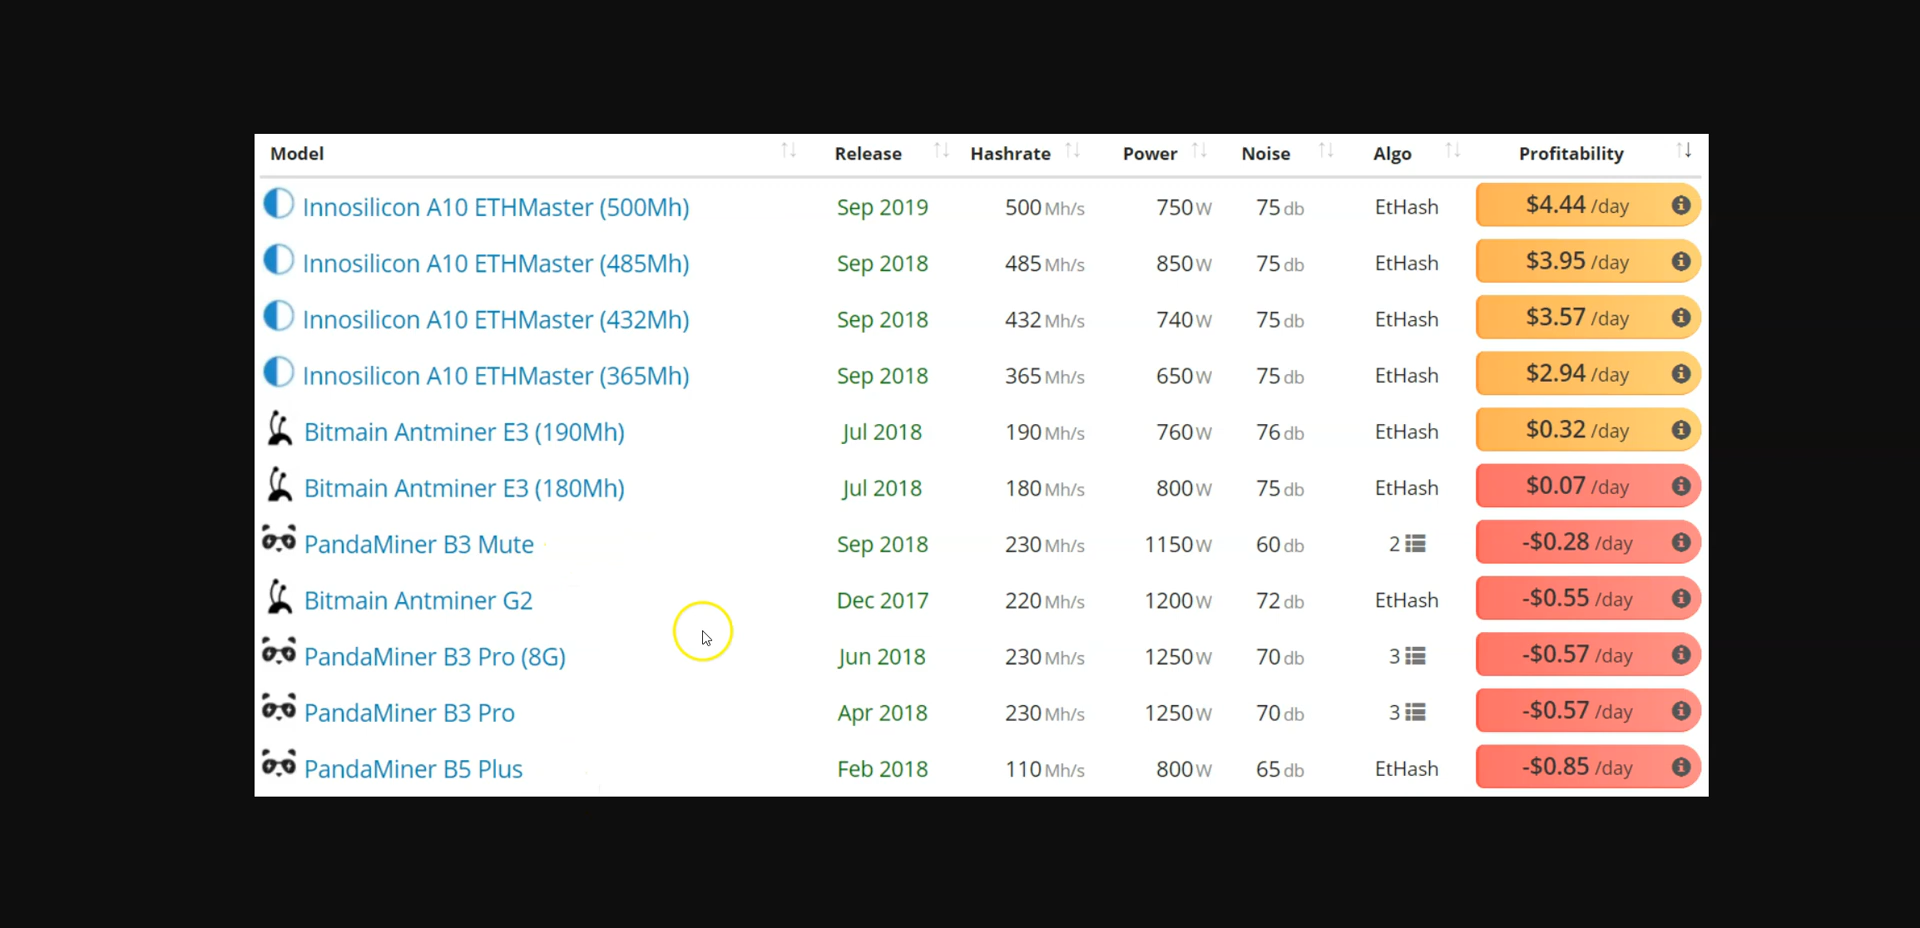 Model Release Hashrate Power Noise Algo Profitability
Innosilicon A10 ETHMaster (500Mh) Sep 2019 500 Mh/s 750 W 75 db EtHash $4.44 /day
Innosilicon A10 ETHMaster (485Mh) Sep 2018 485 Mh/s 850 W 75 db EtHash $3.95 /day
Innosilicon A10 ETHMaster (432Mh) Sep 2018 432 Mh/s 740 W 75 db EtHash $3.57 /day
Innosilicon A10 ETHMaster (365Mh) Sep 2018 365 Mh/s 650 W 75 db EtHash $2.94 /day
Bitmain Antminer E3 (190Mh) Jul 2018 190 Mh/s 760 W 76 db EtHash $0.32 /day
Bitmain Antminer E3 (180Mh) Jul 2018 180 Mh/s 800 W 75 db EtHash $0.07 /day
PandaMiner B3 Mute Sep 2018 230 Mh/s 1150 W 60 db 2 -$0.28 /day
Bitmain Antminer G2 Dec 2017 220 Mh/s 1200 W 72 db EtHash -$0.55 /day
PandaMiner B3 Pro (8G) Jun 2018 230 Mh/s 1250 W 70 db 3 -$0.57 /day
PandaMiner B3 Pro Apr 2018 230 Mh/s 1250 W 70 db 3 -$0.57 /day
PandaMiner B5 Plus Feb 2018 110 Mh/s 800 W 65 db EtHash -$0.85 /day